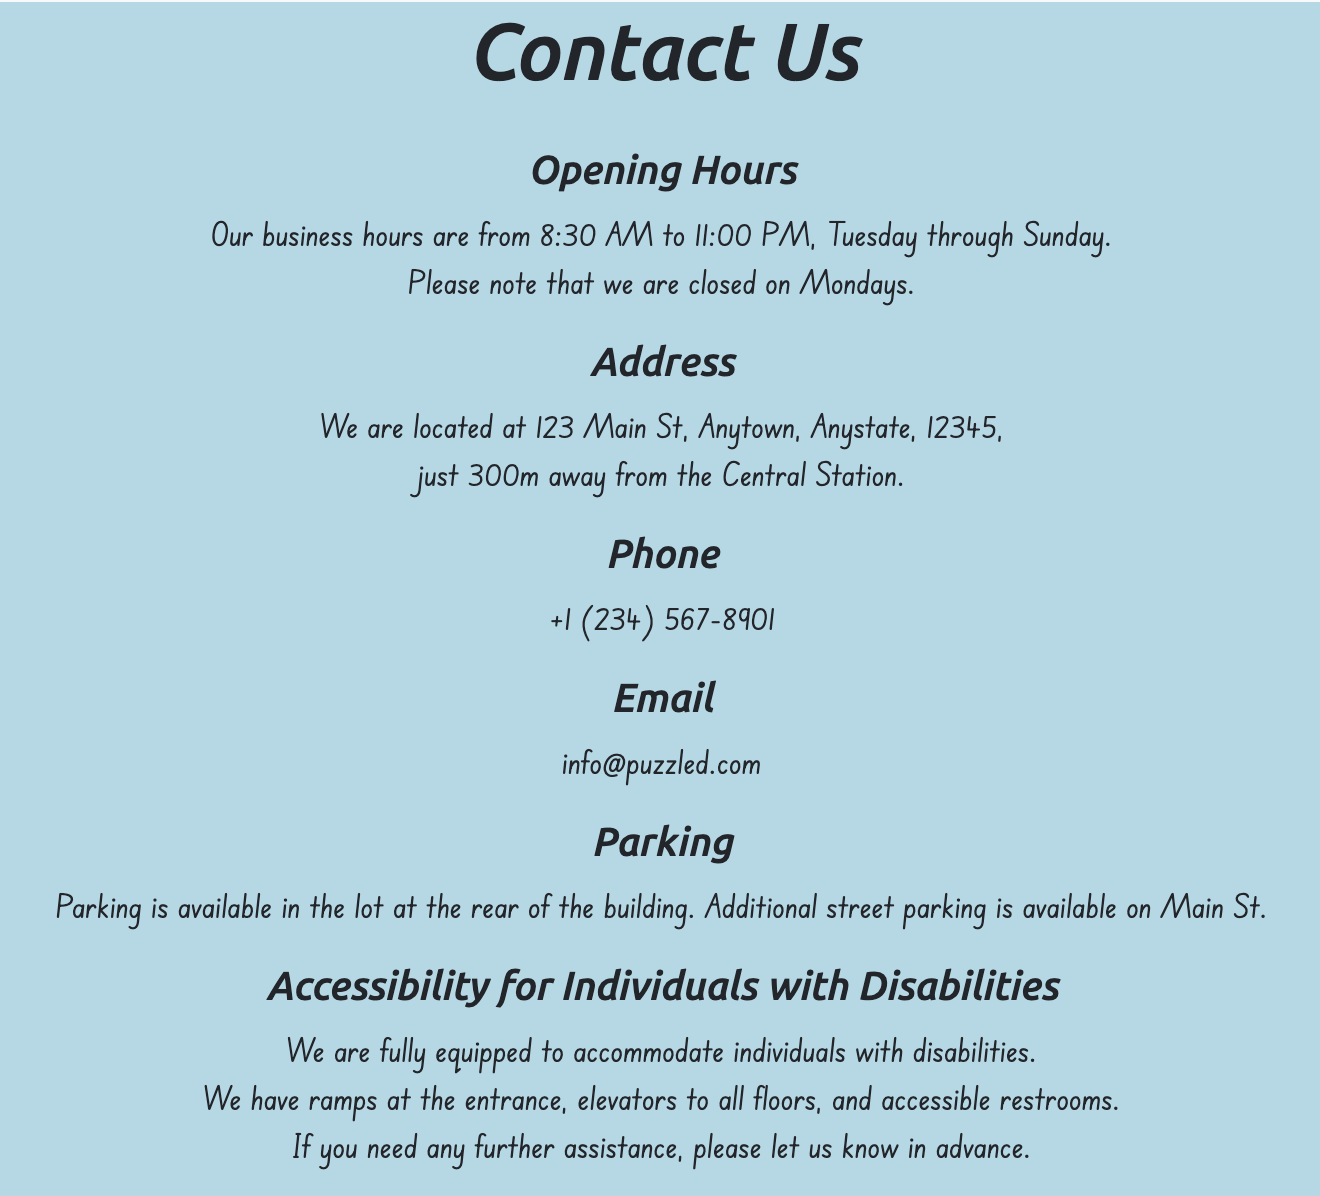 Contact Us
Opening Hours
Our business hours are from 8:30 AM to 11:00 PM, Tuesday through Sunday.
Please note that we are closed on Mondays.
Address
We are located at 123 Main St, Anytown, Anystate, 12345,
just 300m away from the Central Station.
Phone
+1 (234) 567-8901
Email
info@puzzled.com
Parking
Parking is available in the lot at the rear of the building. Additional street parking is available on Main St.
Accessibility for Individuals with Disabilities
We are fully equipped to accommodate individuals with disabilities.
We have ramps at the entrance, elevators to all floors, and accessible restrooms.
If you need any further assistance, please let us know in advance.